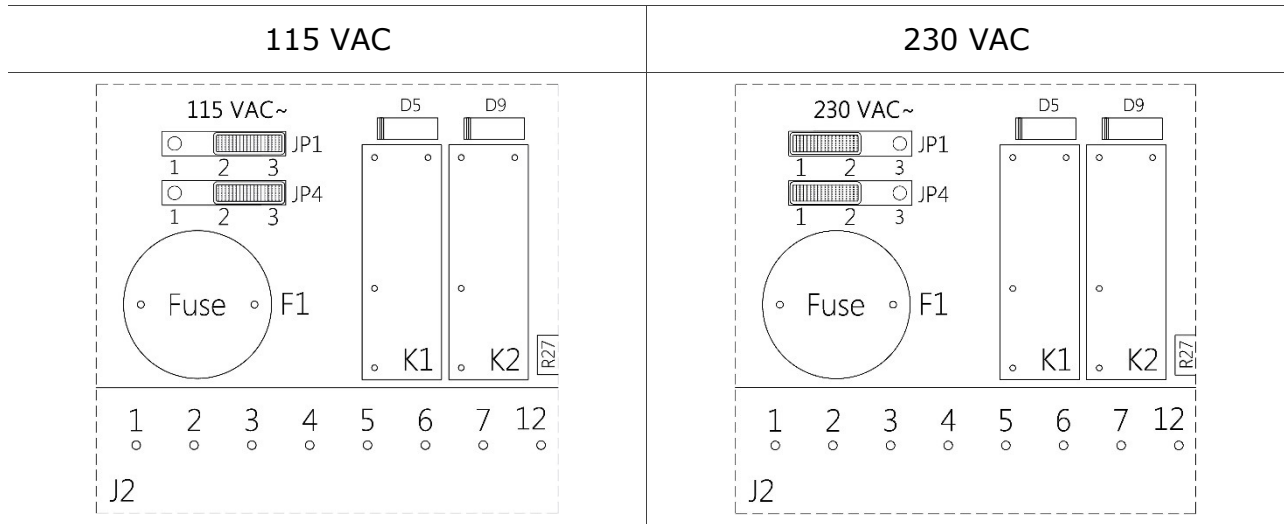 115 VAC
230 VAC
115 VAC~
D5
D9
JP1
1 2 3
JP4
1 2 3
Fuse
F1
K1
K2
R27
1 2 3 4 5 6 7 12
J2
230 VAC~
D5
D9
JP1
1 2 3
JP4
1 2 3
Fuse
F1
K1
K2
R27
1 2 3 4 5 6 7 12
J2